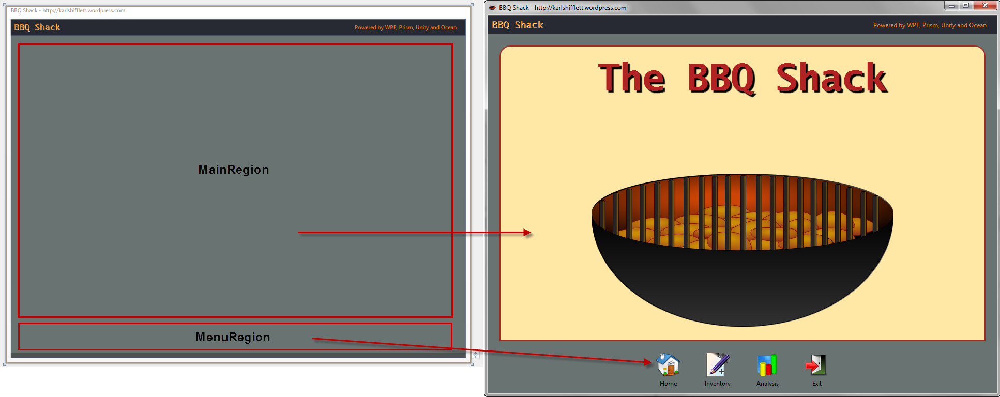 BBQ Shack - http://karlshifflett.wordpress.com
BBQ Shack
Powered by WPF, Prism, Unity and Ocean
MainRegion
MenuRegion
BBQ Shack - http://karlshifflett.wordpress.com
BBQ Shack
Powered by WPF, Prism, Unity and Ocean
The BBQ Shack
Home
Inventory
Analysis
Exit